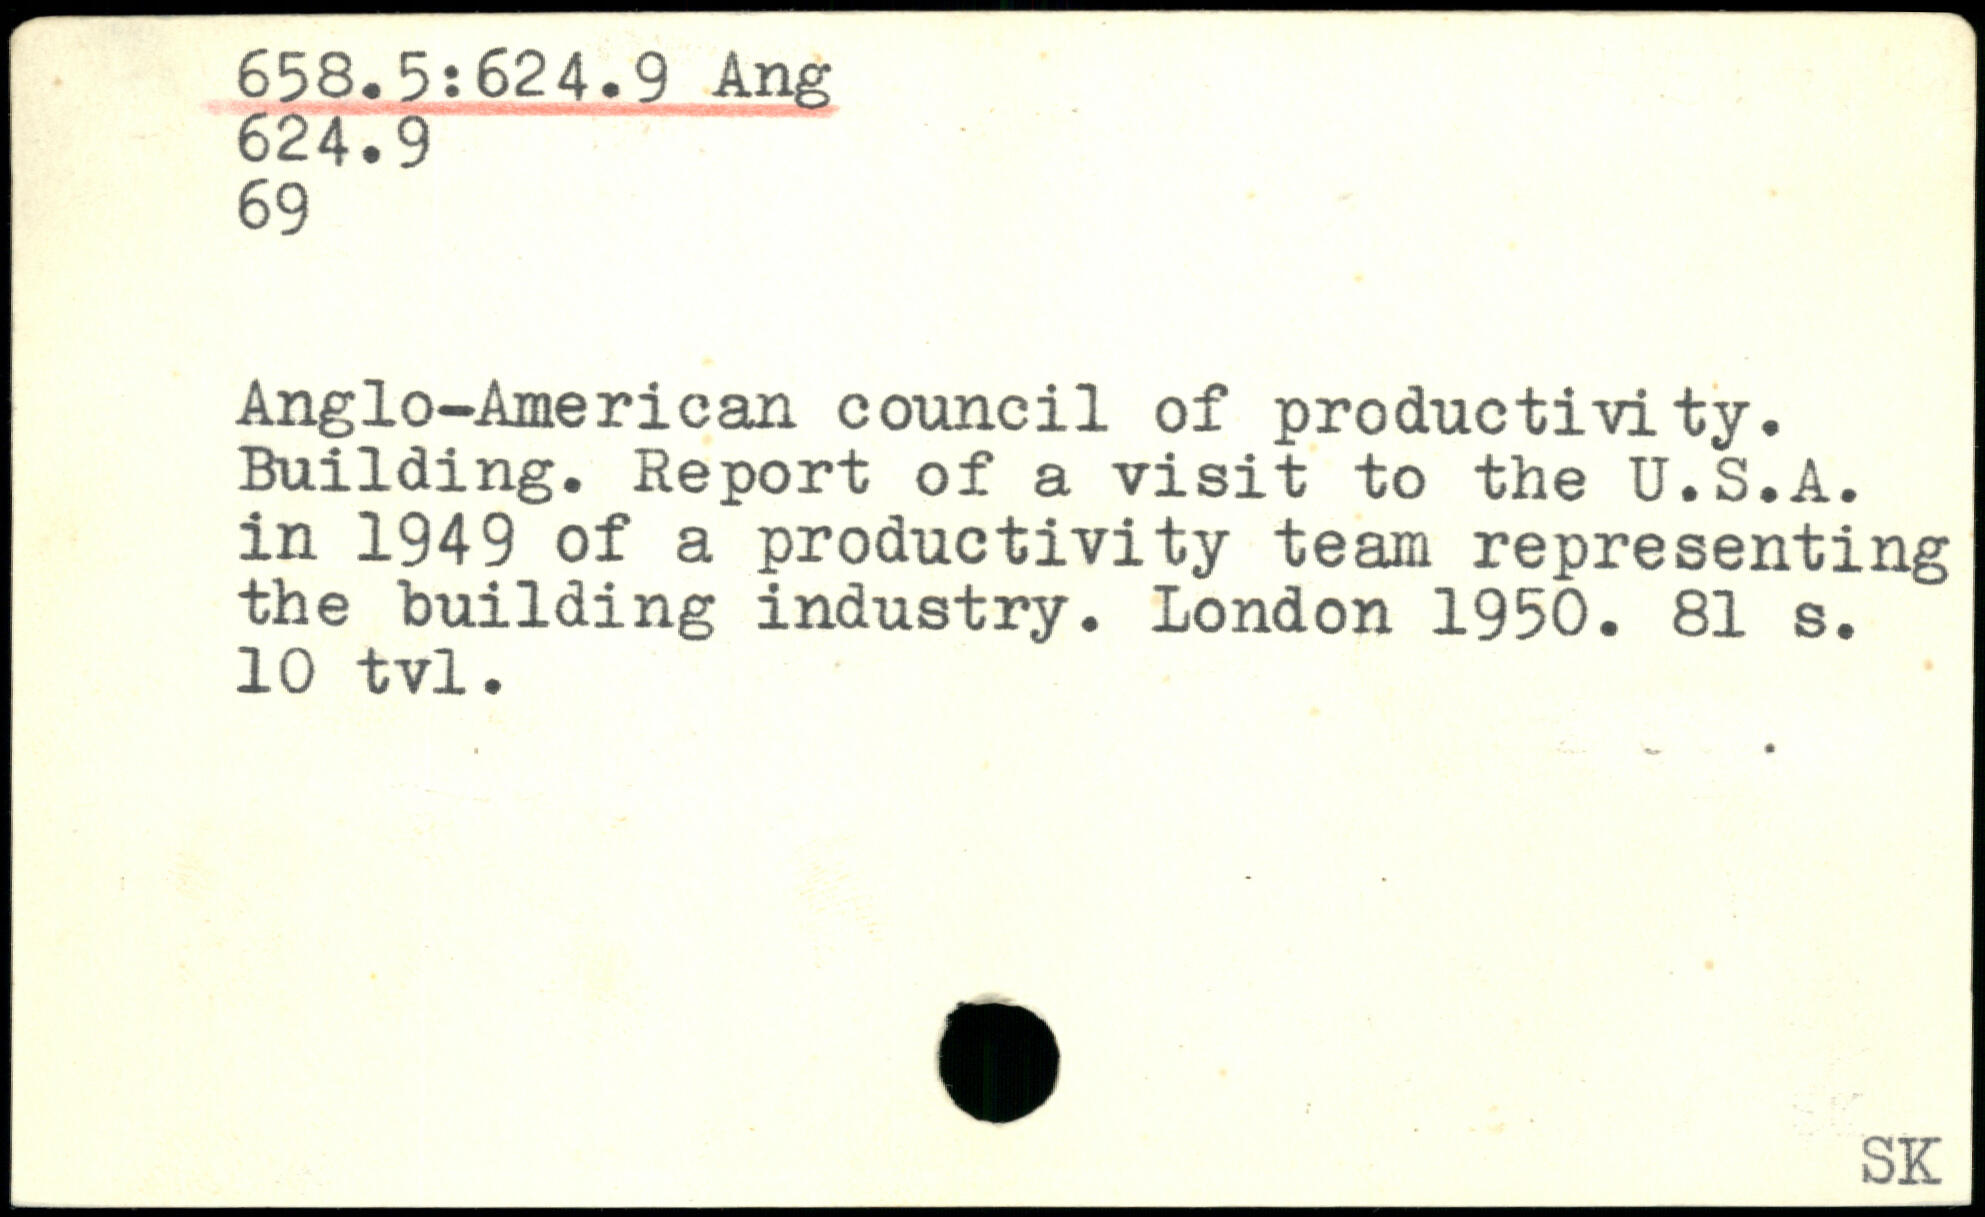 658.5:624.9 Ang
624.9
69
Anglo-American council of productivity.
Building. Report of a visit to the U.S.A.
in 1949 of a productivity team representing
the building industry. London 1950. 81 s.
10 tvl.
SK